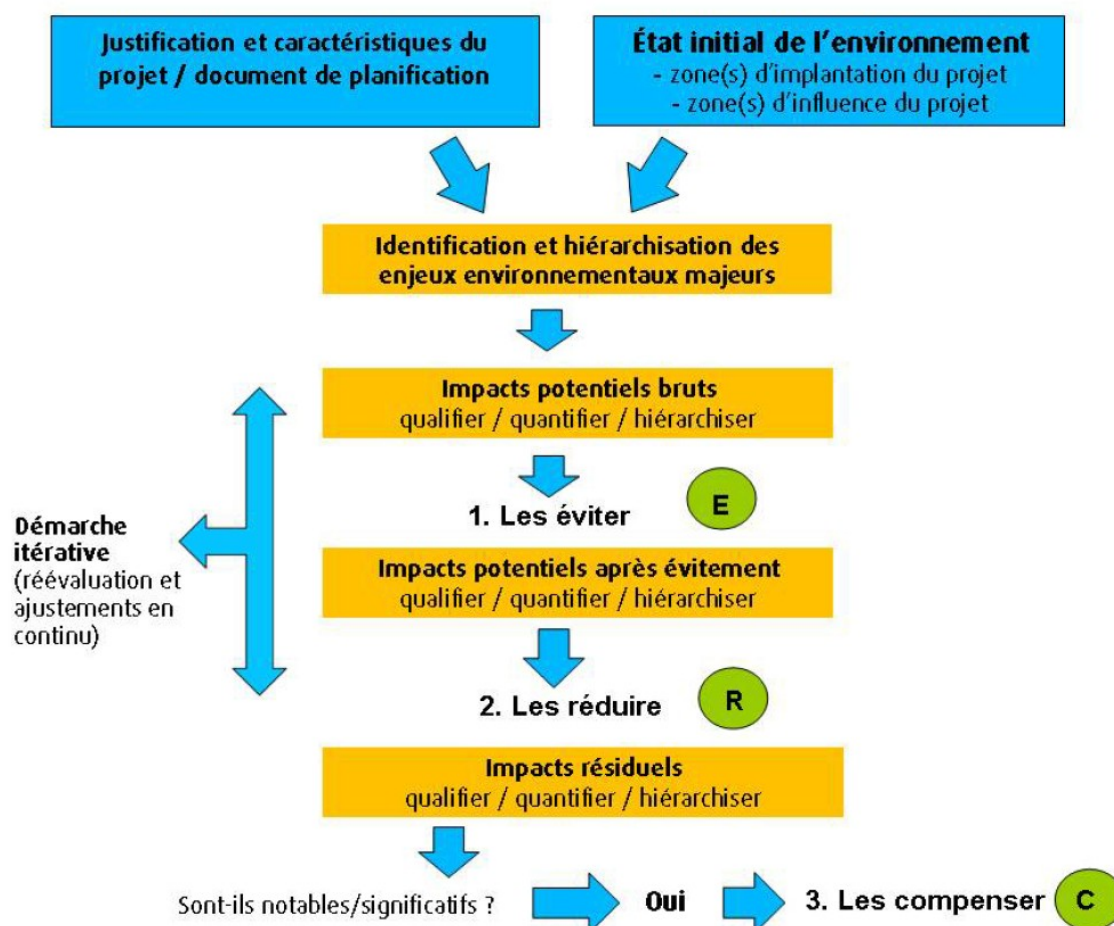 Justification et caractéristiques du
projet / document de planification
État initial de l'environnement
- zone(s) d'implantation du projet
- zone(s) d'influence du projet
Identification et hiérarchisation des
enjeux environnementaux majeurs
Impacts potentiels bruts
qualifier / quantifier / hiérarchiser
1. Les éviter
E
Démarche
itérative
(réévaluation et
ajustements en
continu)
Impacts potentiels après évitement
qualifier / quantifier / hiérarchiser
2. Les réduire
R
Impacts résiduels
qualifier / quantifier / hiérarchiser
Sont-ils notables/significatifs ?
Oui
3. Les compenser
C